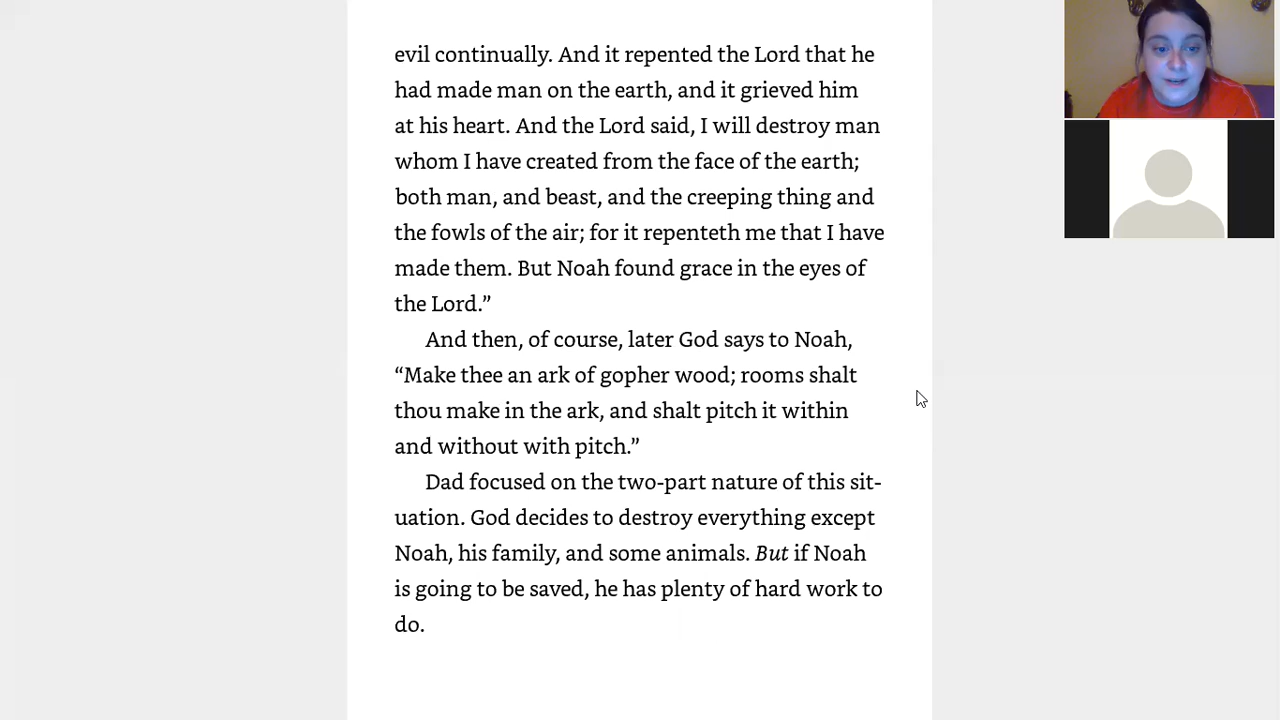 evil continually. And it repented the Lord that he
had made man on the earth, and it grieved him
at his heart. And the Lord said, I will destroy man
whom I have created from the face of the earth;
both man, and beast, and the creeping thing and
the fowls of the air; for it repenteth me that I have
made them. But Noah found grace in the eyes of
the Lord.”
And then, of course, later God says to Noah,
“Make thee an ark of gopher wood; rooms shalt
thou make in the ark, and shalt pitch it within
and without with pitch.”
Dad focused on the two-part nature of this sit-
uation. God decides to destroy everything except
Noah, his family, and some animals. But if Noah
is going to be saved, he has plenty of hard work to
do.